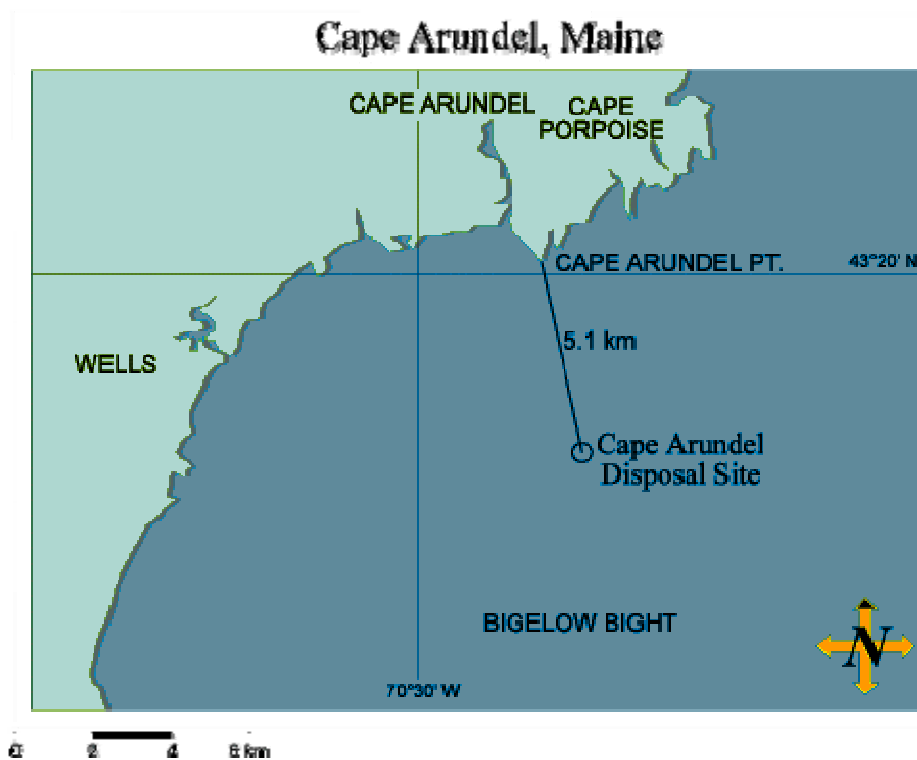 Cape Arundel, Maine
CAPE ARUNDEL
CAPE
PORPOISE
CAPE ARUNDEL PT.
43°20' N
5.1 km
WELLS
Cape Arundel
Disposal Site
BIGELOW BIGHT
N
70°30' W
0 2 4 6 km